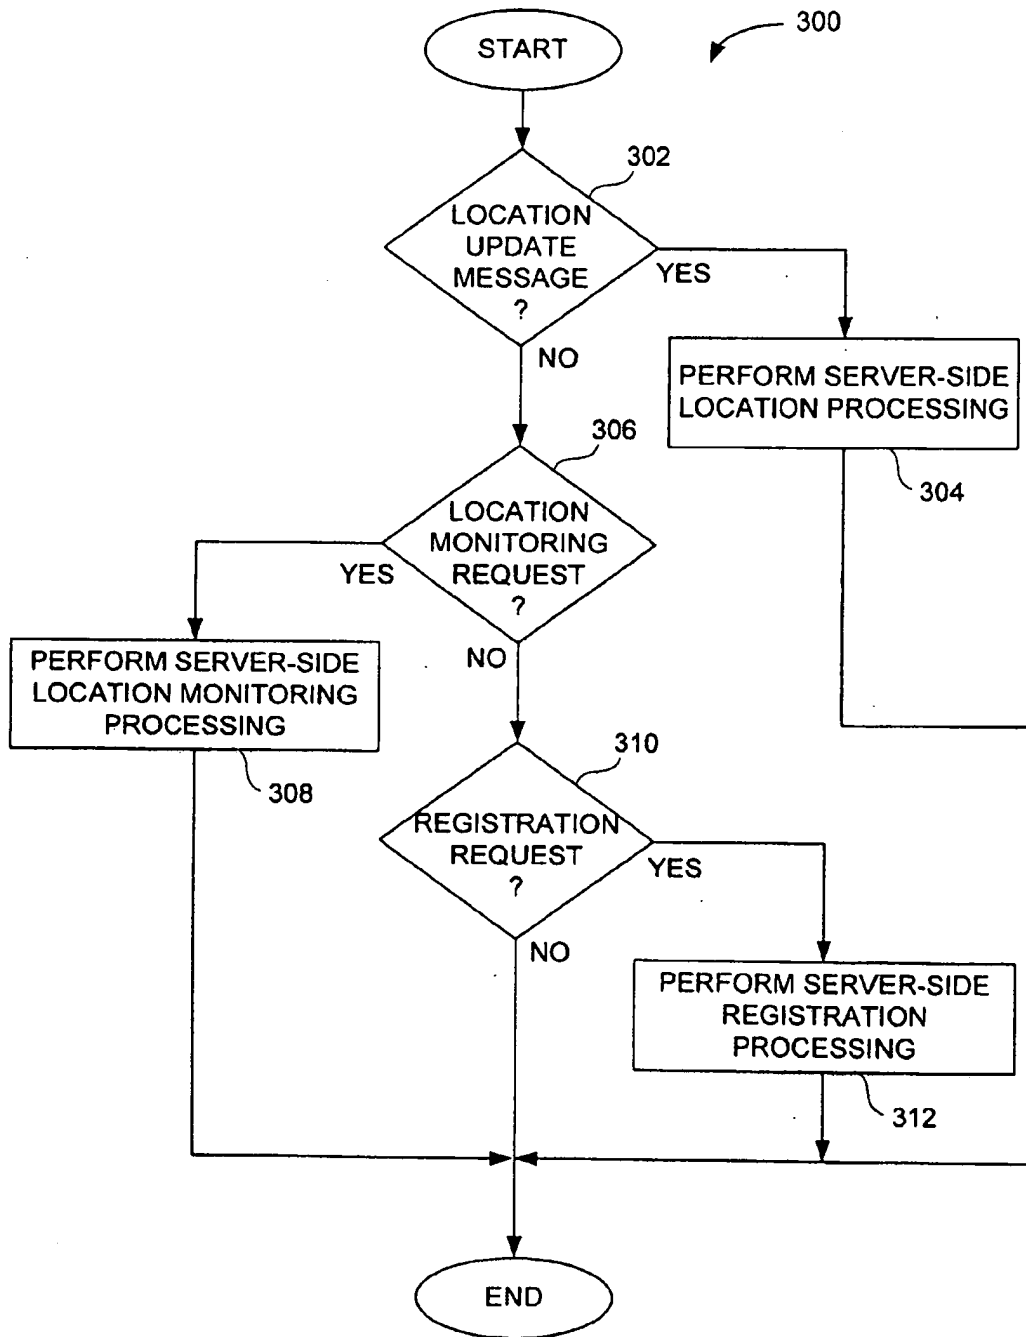 300
START
302
LOCATION
UPDATE
MESSAGE
?
YES
NO
PERFORM SERVER-SIDE
LOCATION PROCESSING
304
306
LOCATION
MONITORING
REQUEST
?
YES
NO
PERFORM SERVER-SIDE
LOCATION MONITORING
PROCESSING
308
310
REGISTRATION
REQUEST
?
YES
NO
PERFORM SERVER-SIDE
REGISTRATION
PROCESSING
312
END